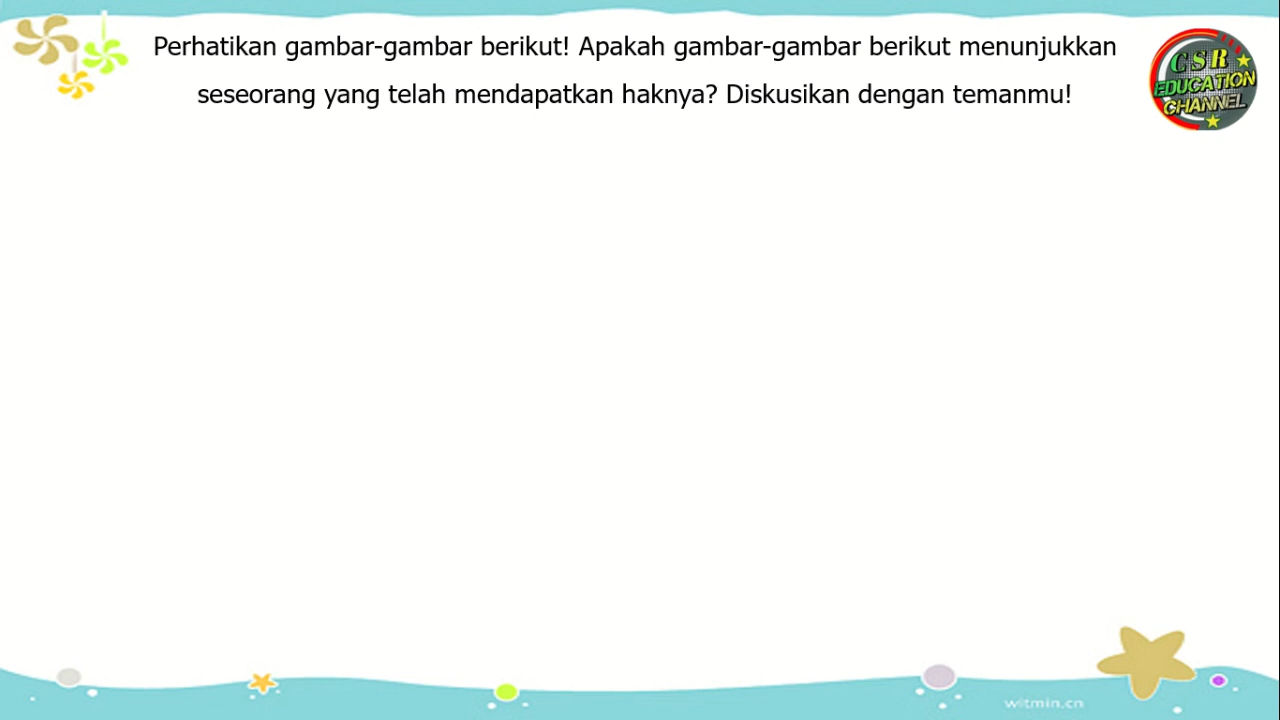 Perhatikan gambar-gambar berikut! Apakah gambar-gambar berikut menunjukkan
seseorang yang telah mendapatkan haknya? Diskusikan dengan temanmu!
CSR
EDUCATION
CHANNEL
witmin.cn